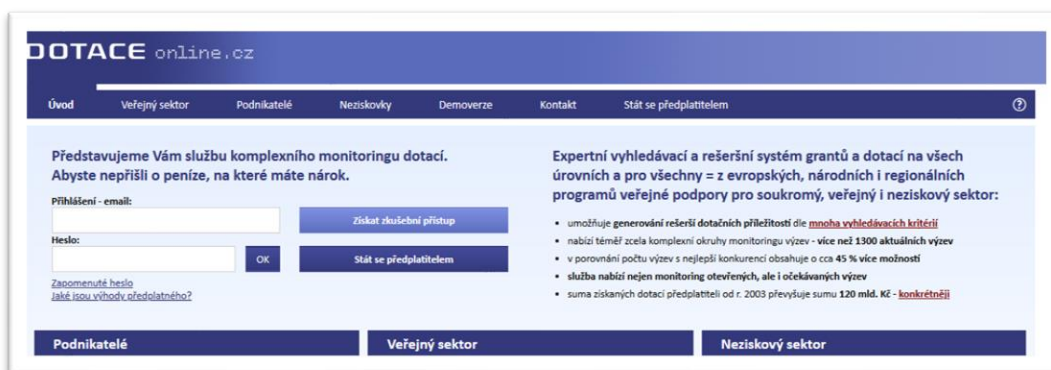 DOTACE online.cz
Úvod Veřejný sektor Podnikatelé Neziskovky Demoverze Kontakt Stát se předplatitelem ?
Představujeme Vám službu komplexního monitoringu dotací.
Abyste nepřišli o peníze, na které máte nárok.
Přihlášení - email:
Získat zkušební přístup
Heslo:
OK Stát se předplatitelem
Zapomenuté heslo
Jaké jsou výhody předplatného?
Expertní vyhledávací a rešeršní systém grantů a dotací na všech
úrovních a pro všechny = z evropských, národních i regionálních
programů veřejné podpory pro soukromý, veřejný i neziskový sektor:
• umožňuje generování rešerší dotačních příležitostí dle mnoha vyhledávacích kritérií
• nabízí téměř zcela komplexní okruhy monitoringu výzev - více než 1300 aktuálních výzev
• v porovnání počtu výzev s nejlepší konkurencí obsahuje o cca 45 % více možností
• služba nabízí nejen monitoring otevřených, ale i očekávaných výzev
• suma získaných dotací předplatiteli od r. 2003 převyšuje sumu 120 mld. Kč - konkrétněji
Podnikatelé Veřejný sektor Neziskový sektor